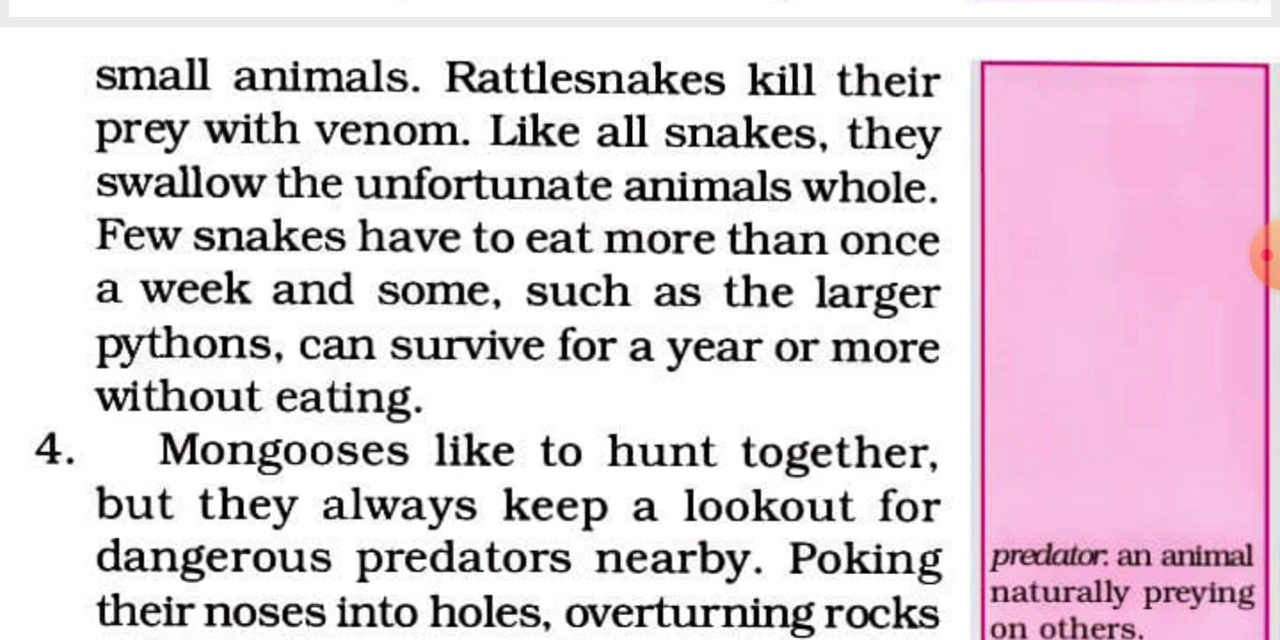 small animals. Rattlesnakes kill their
prey with venom. Like all snakes, they
swallow the unfortunate animals whole.
Few snakes have to eat more than once
a week and some, such as the larger
pythons, can survive for a year or more
without eating.
4. Mongooses like to hunt together,
but they always keep a lookout for
dangerous predators nearby. Poking
their noses into holes, overturning rocks
predator: an animal
naturally preying
on others.